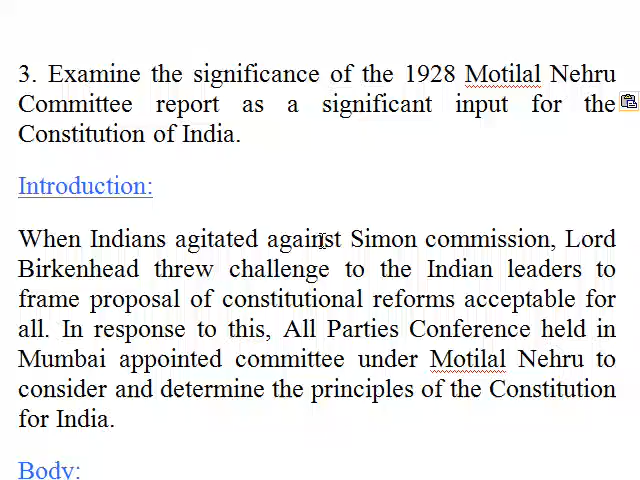 3. Examine the significance of the 1928 Motilal Nehru
Committee report as a significant input for the
Constitution of India.
Introduction:
When Indians agitated against Simon commission, Lord
Birkenhead threw challenge to the Indian leaders to
frame proposal of constitutional reforms acceptable for
all. In response to this, All Parties Conference held in
Mumbai appointed committee under Motilal Nehru to
consider and determine the principles of the Constitution
for India.
Body: